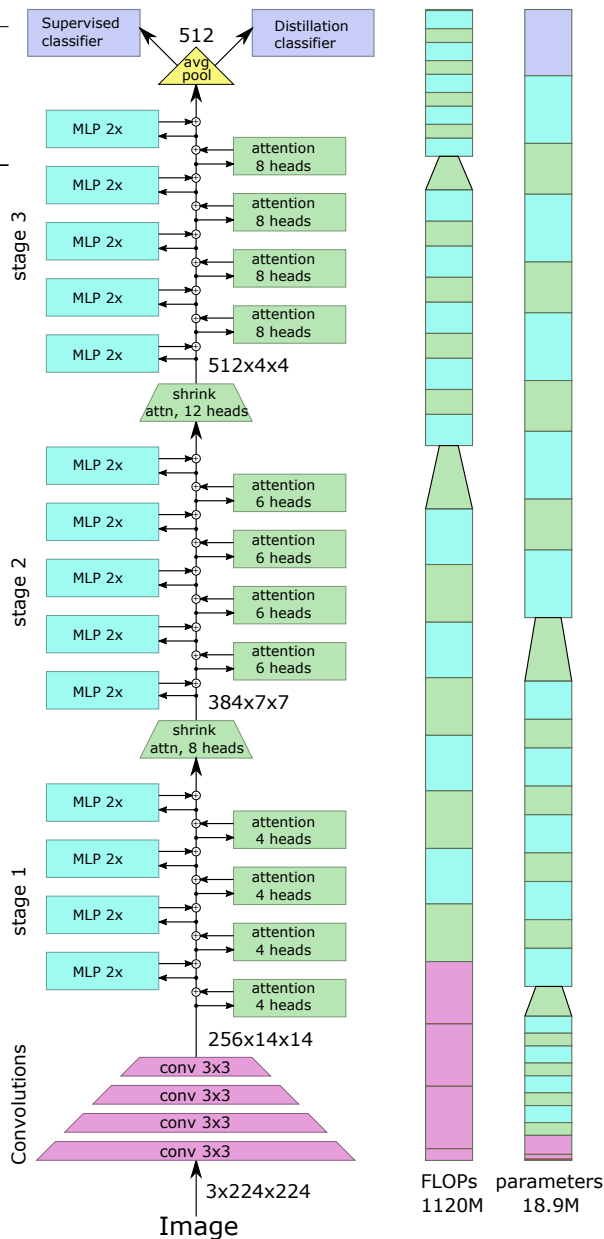 Supervised
classifier
512
Distillation
classifier
avg
pool
MLP 2x
attention
8 heads
MLP 2x
attention
8 heads
MLP 2x
attention
8 heads
MLP 2x
attention
8 heads
MLP 2x
stage 3
512x4x4
shrink
attn, 12 heads
MLP 2x
attention
6 heads
MLP 2x
attention
6 heads
MLP 2x
attention
6 heads
MLP 2x
attention
6 heads
MLP 2x
stage 2
384x7x7
shrink
attn, 8 heads
MLP 2x
attention
4 heads
MLP 2x
attention
4 heads
MLP 2x
attention
4 heads
MLP 2x
attention
4 heads
stage 1
256x14x14
Convolutions
conv 3x3
conv 3x3
conv 3x3
conv 3x3
3x224x224
Image
FLOPs
1120M
parameters
18.9M